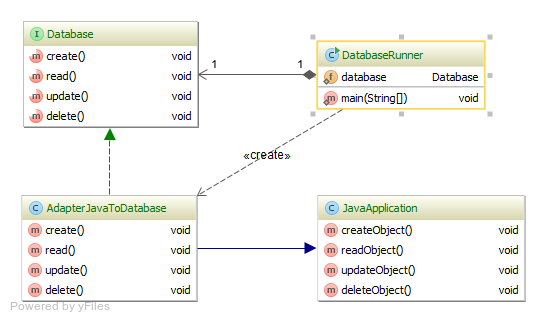 Database
create() void
read() void
update() void
delete() void
1 1
DatabaseRunner
database Database
main(String[]) void
«create»
AdapterJavaToDatabase
create() void
read() void
update() void
delete() void
JavaApplication
createObject() void
readObject() void
updateObject() void
deleteObject() void
Powered by yFiles